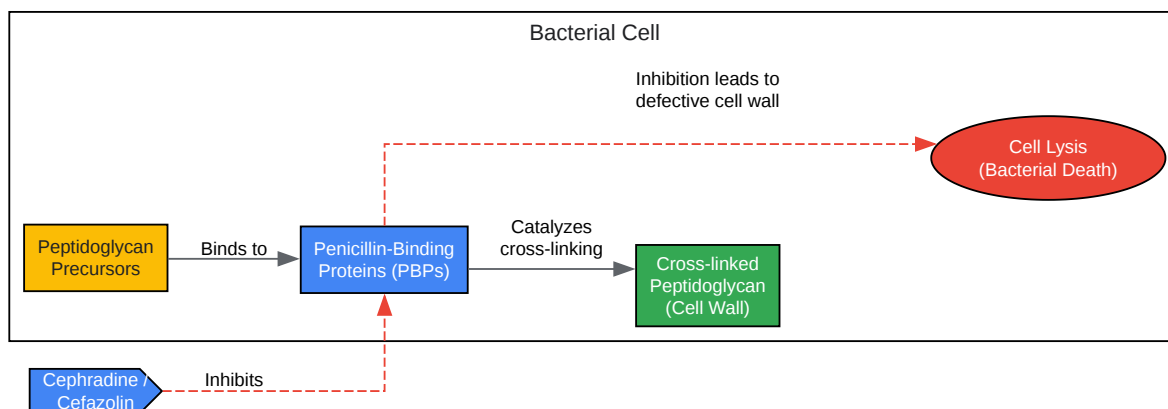 Bacterial Cell
Inhibition leads to
defective cell wall
Cell Lysis
(Bacterial Death)
Peptidoglycan
Precursors
Binds to
Penicillin-Binding
Proteins (PBPs)
Catalyzes
cross-linking
Cross-linked
Peptidoglycan
(Cell Wall)
Cephradine /
Cefazolin
Inhibits